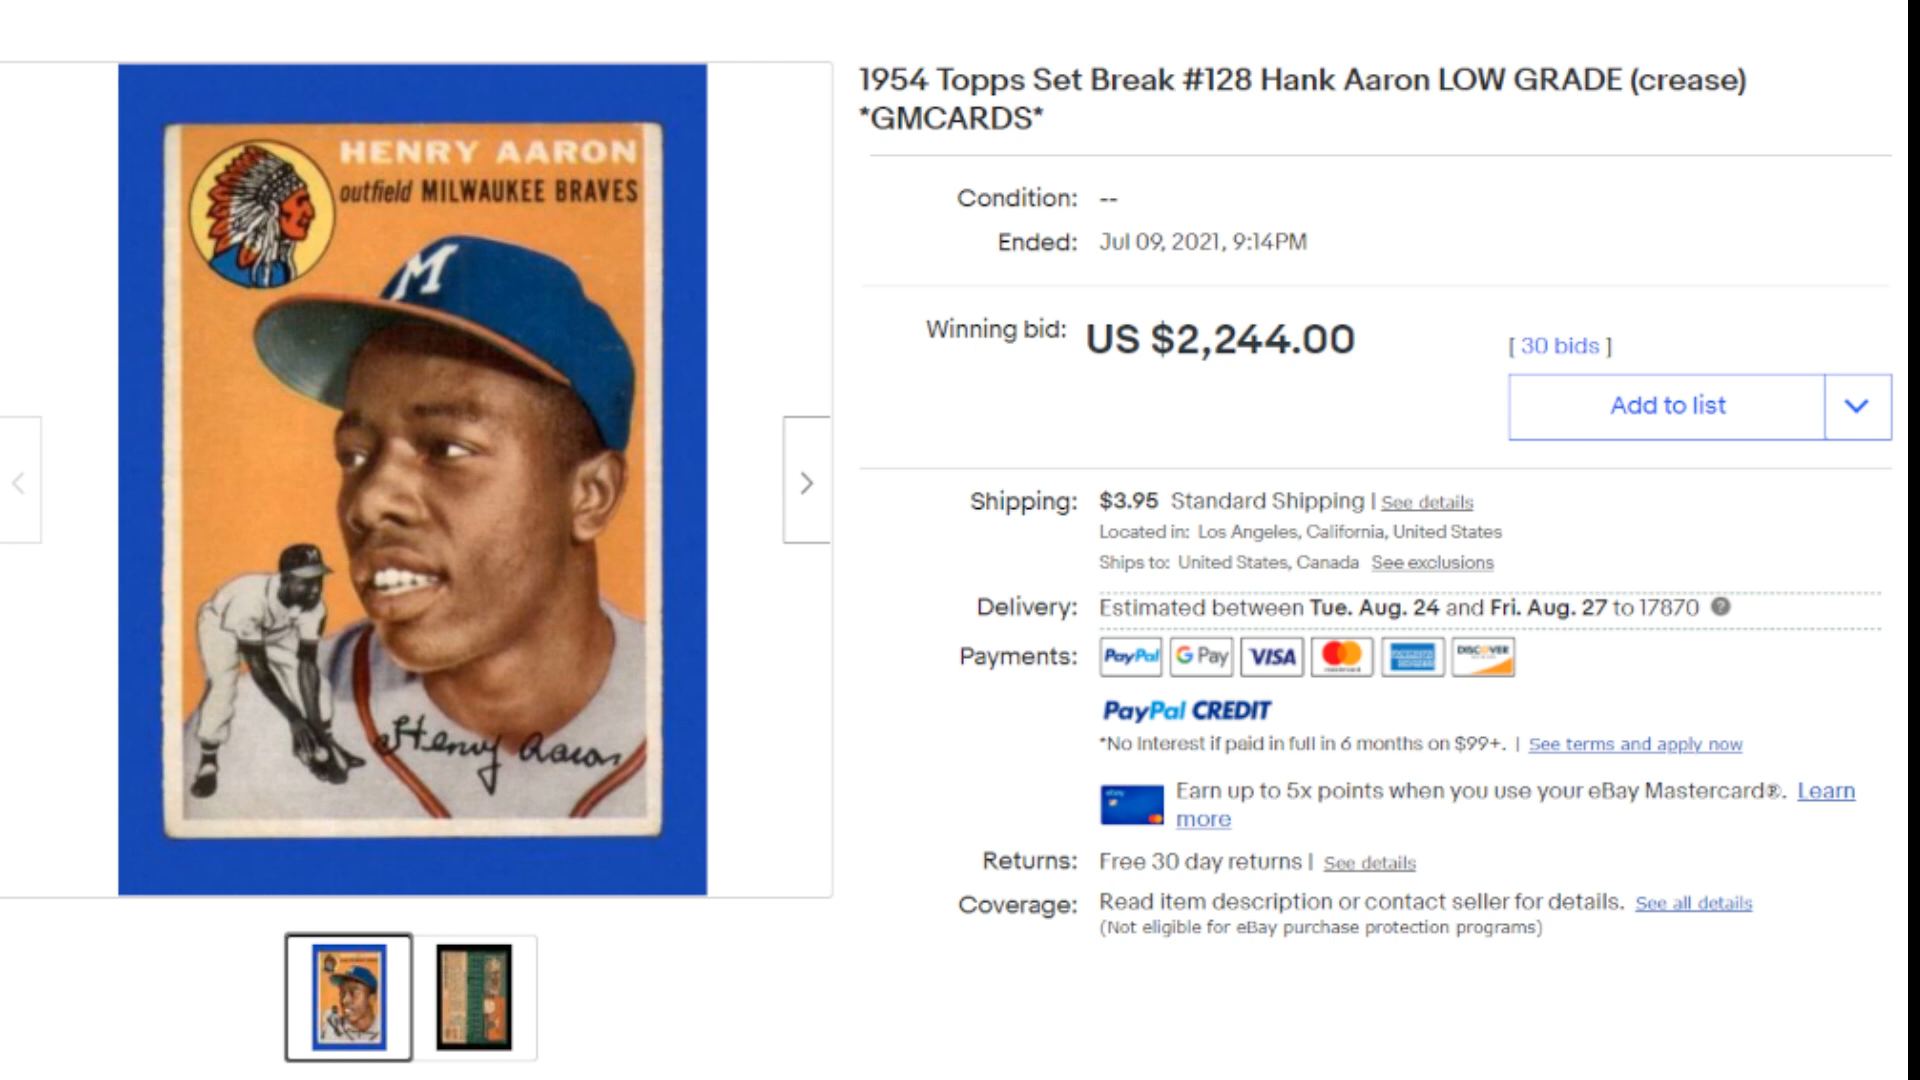 HENRY AARON
outfield MILWAUKEE BRAVES
M
M
Henry Aaron
1954 Topps Set Break #128 Hank Aaron LOW GRADE (crease)
*GMCARDS*
Condition: --
Ended: Jul 09, 2021, 9:14PM
Winning bid: US $2,244.00 [ 30 bids ]
Add to list
Shipping: $3.95 Standard Shipping | See details
Located in: Los Angeles, California, United States
Ships to: United States, Canada See exclusions
Delivery: Estimated between Tue. Aug. 24 and Fri. Aug. 27 to 17870 ?
Payments: PayPal G Pay VISA mastercard AMERICAN EXPRESS DISCOVER
PayPal CREDIT
*No Interest if paid in full in 6 months on $99+. | See terms and apply now
ebay
Earn up to 5x points when you use your eBay Mastercard®. Learn
more
Returns: Free 30 day returns | See details
Coverage: Read item description or contact seller for details. See all details
(Not eligible for eBay purchase protection programs)